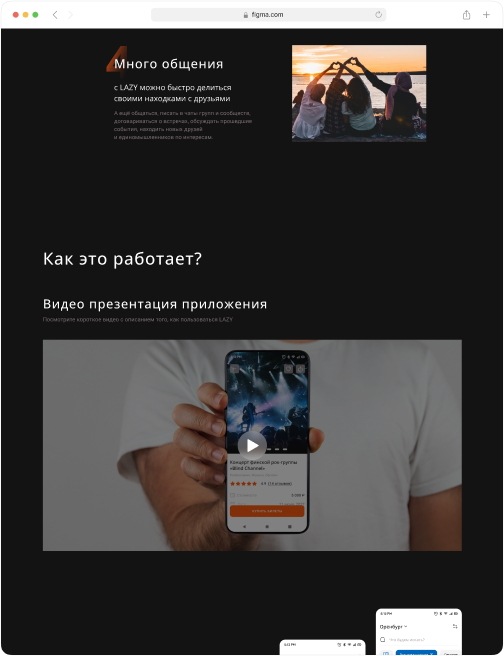 figma.com
4
Много общения
с LAZY можно быстро делиться
своими находками с друзьями
А ещё общаться, писать в чаты групп и сообществ,
договариваться о встречах, обсуждать прошедшие
события, находить новых друзей
и единомышленников по интересам.
Как это работает?
Видео презентация приложения
Посмотрите короткое видео с описанием того, как пользоваться LAZY
Концерт финской рок-группы
«Blind Channel»
4.9
КУПИТЬ БИЛЕТЫ
Оренбург